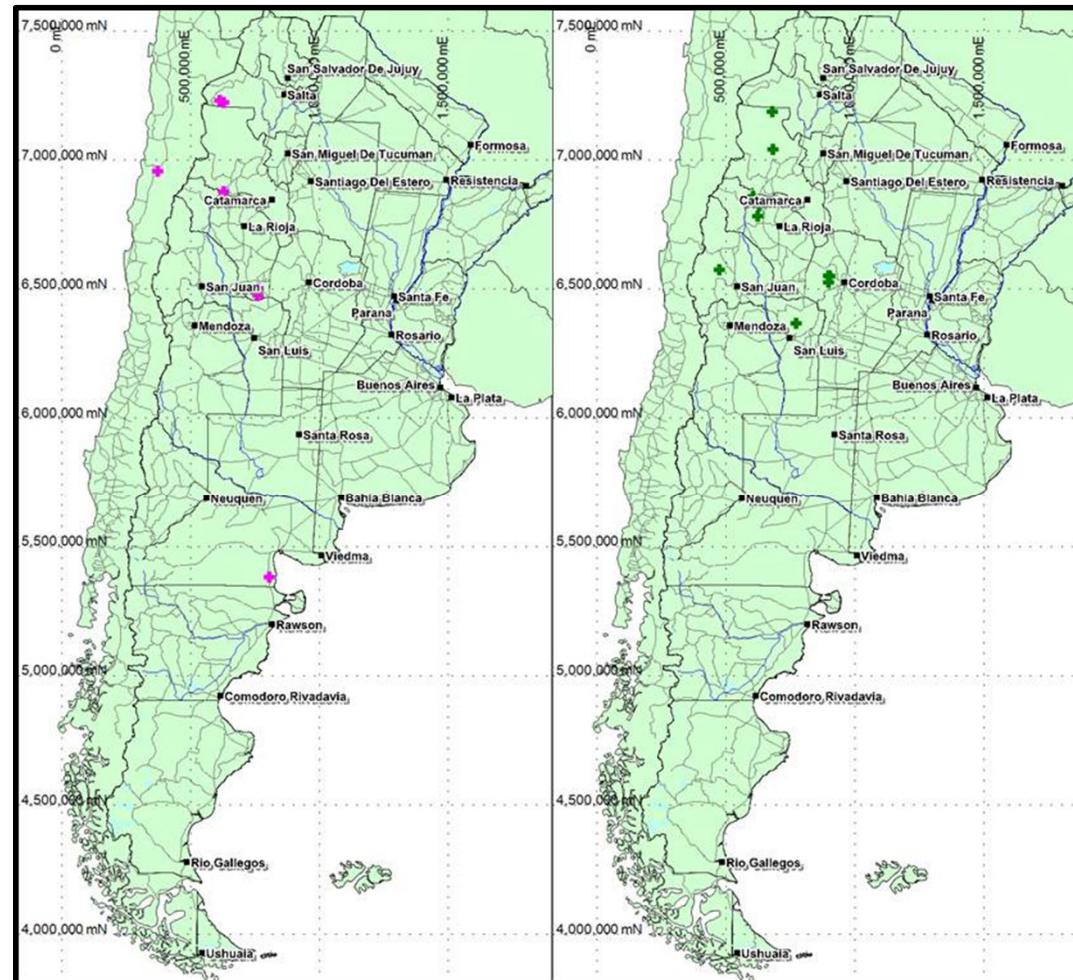 7,500,000 mN
0 mE
500,000 mE
1,000,000 mE
1,500,000 mE
San Salvador De Jujuy
Salta
7,000,000 mN
San Miguel De Tucuman
Formosa
Santiago Del Estero
Resistencia
Catamarca
La Rioja
6,500,000 mN
San Juan
Cordoba
Santa Fe
Parana
Mendoza
Rosario
San Luis
Buenos Aires
La Plata
6,000,000 mN
Santa Rosa
Neuquen
Bahia Blanca
5,500,000 mN
Viedma
Rawson
5,000,000 mN
Comodoro Rivadavia
4,500,000 mN
Rio Gallegos
4,000,000 mN
Ushuaia
7,500,000 mN
0 mE
500,000 mE
1,000,000 mE
1,500,000 mE
San Salvador De Jujuy
Salta
7,000,000 mN
San Miguel De Tucuman
Formosa
Santiago Del Estero
Resistencia
Catamarca
La Rioja
6,500,000 mN
San Juan
Cordoba
Santa Fe
Parana
Mendoza
Rosario
San Luis
Buenos Aires
La Plata
6,000,000 mN
Santa Rosa
Neuquen
Bahia Blanca
5,500,000 mN
Viedma
Rawson
5,000,000 mN
Comodoro Rivadavia
4,500,000 mN
Rio Gallegos
4,000,000 mN
Ushuaia